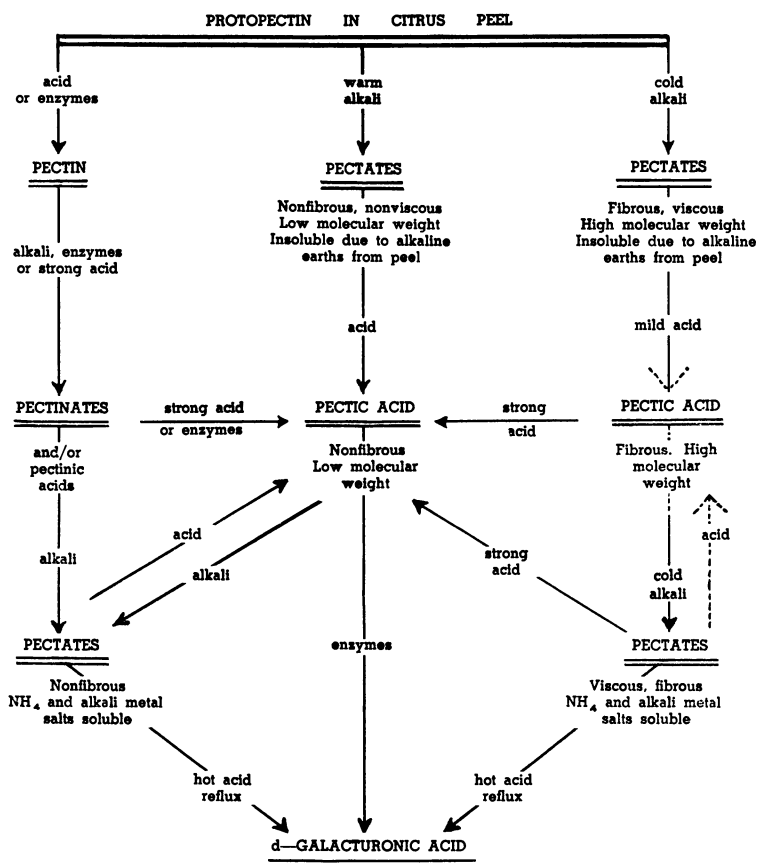 PROTOPECTIN IN CITRUS PEEL
acid
or enzymes
warm
alkali
cold
alkali
PECTIN
PECTATES
PECTATES
Nonfibrous, nonviscous
Low molecular weight
Insoluble due to alkaline
earths from peel
Fibrous, viscous
High molecular weight
Insoluble due to alkaline
earths from peel
alkali, enzymes
or strong acid
acid
mild acid
PECTINATES
strong acid
or enzymes
PECTIC ACID
strong
acid
PECTIC ACID
and/or
pectinic
acids
Nonfibrous
Low molecular
weight
Fibrous. High
molecular
weight
alkali
acid
alkali
strong
acid
cold
alkali
acid
PECTATES
enzymes
PECTATES
Nonfibrous
NH₄ and alkali metal
salts soluble
Viscous, fibrous
NH₄ and alkali metal
salts soluble
hot acid
reflux
hot acid
reflux
d—GALACTURONIC ACID